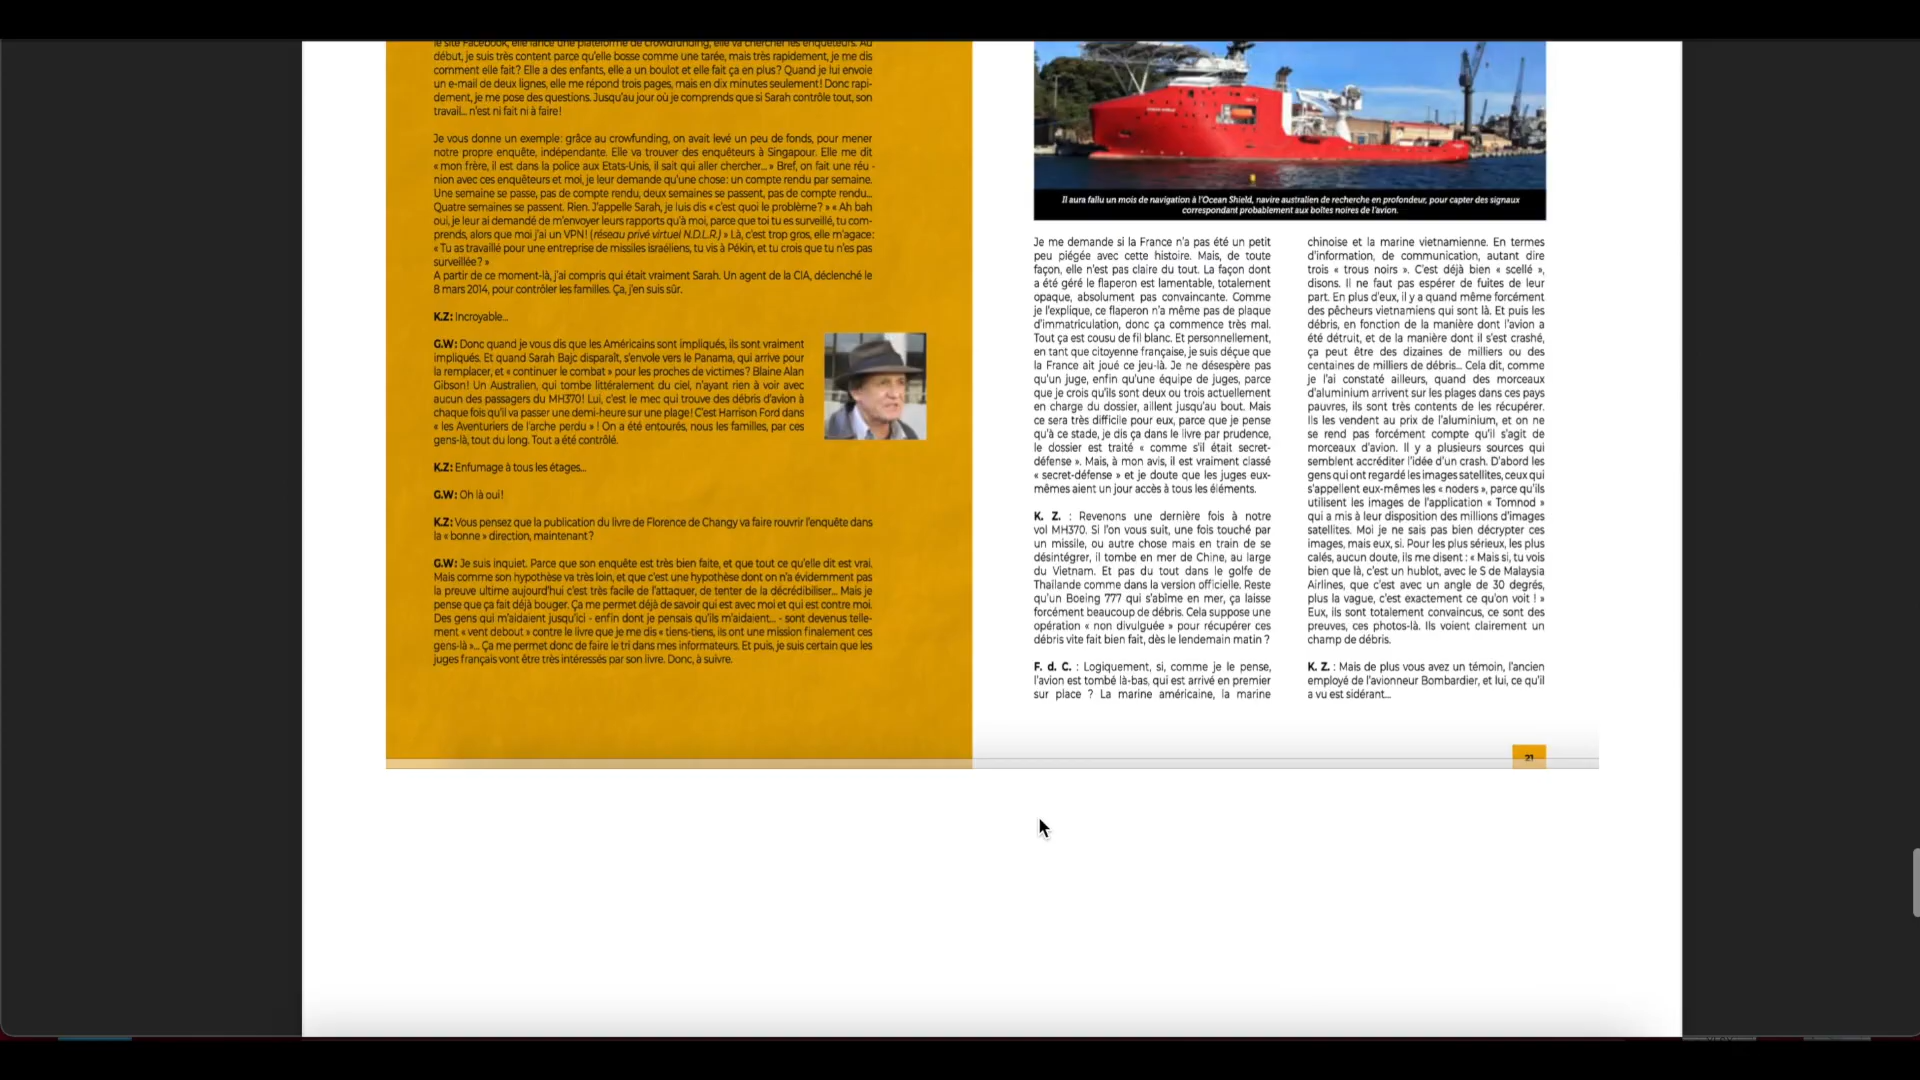 le site Facebook, elle lance une plateforme de crowdfunding, elle va chercher les enquêteurs. Au
début, je suis très content parce qu'elle bosse comme une tarée, mais très rapidement, je me dis
comment elle fait? Elle a des enfants, elle a un boulot et elle fait ça en plus? Quand je lui envoie
un e-mail de deux lignes, elle me répond trois pages, mais en dix minutes seulement! Donc rapi-
dement, je me pose des questions. Jusqu'au jour où je comprends que si Sarah contrôle tout, son
travail... n'est ni fait ni à faire!
Je vous donne un exemple: grâce au crowfunding, on avait levé un peu de fonds, pour mener
notre propre enquête, indépendante. Elle va trouver des enquêteurs à Singapour. Elle me dit
« mon frère, il est dans la police aux Etats-Unis, il sait qui aller chercher... » Bref, on fait une réu -
nion avec ces enquêteurs et moi, je leur demande qu'une chose: un compte rendu par semaine.
Une semaine se passe, pas de compte rendu, deux semaines se passent, pas de compte rendu...
Quatre semaines se passent. Rien. J'appelle Sarah, je luis dis « c'est quoi le problème? » « Ah bah
oui, je leur ai demandé de m'envoyer leurs rapports qu'à moi, parce que toi tu es surveillé, tu com-
prends, alors que moi j'ai un VPN! (réseau privé virtuel N.D.L.R.) » Là, c'est trop gros, elle m'agace:
« Tu as travaillé pour une entreprise de missiles israéliens, tu vis à Pékin, et tu crois que tu n'es pas
surveillée? »
A partir de ce moment-là, j'ai compris qui était vraiment Sarah. Un agent de la CIA, déclenché le
8 mars 2014, pour contrôler les familles. Ça, j'en suis sûr.
K.Z: Incroyable...
G.W: Donc quand je vous dis que les Américains sont impliqués, ils sont vraiment
impliqués. Et quand Sarah Bajc disparaît, s'envole vers le Panama, qui arrive pour
la remplacer, et « continuer le combat » pour les proches de victimes? Blaine Alan
Gibson! Un Australien, qui tombe littéralement du ciel, n'ayant rien à voir avec
aucun des passagers du MH370! Lui, c'est le mec qui trouve des débris d'avion à
chaque fois qu'il va passer une demi-heure sur une plage! C'est Harrison Ford dans
« les Aventuriers de l'arche perdu » ! On a été entourés, nous les familles, par ces
gens-là, tout du long. Tout a été contrôlé.
K.Z: Enfumage à tous les étages...
G.W: Oh là oui!
K.Z: Vous pensez que la publication du livre de Florence de Changy va faire rouvrir l'enquête dans
la « bonne » direction, maintenant?
G.W: Je suis inquiet. Parce que son enquête est très bien faite, et que tout ce qu'elle dit est vrai.
Mais comme son hypothèse va très loin, et que c'est une hypothèse dont on n'a évidemment pas
la preuve ultime aujourd'hui c'est très facile de l'attaquer, de tenter de la décrédibiliser... Mais je
pense que ça fait déjà bouger. Ça me permet déjà de savoir qui est avec moi et qui est contre moi.
Des gens qui m'aidaient jusqu'ici - enfin dont je pensais qu'ils m'aidaient... - sont devenus telle-
ment « vent debout » contre le livre que je me dis « tiens-tiens, ils ont une mission finalement ces
gens-là »... Ça me permet donc de faire le tri dans mes informateurs. Et puis, je suis certain que les
juges français vont être très intéressés par son livre. Donc, à suivre.
Il aura fallu un mois de navigation à l'Ocean Shield, navire australien de recherche en profondeur, pour capter des signaux
correspondant probablement aux boîtes noires de l'avion.
Je me demande si la France n'a pas été un petit
peu piégée avec cette histoire. Mais, de toute
façon, elle n'est pas claire du tout. La façon dont
a été géré le flaperon est lamentable, totalement
opaque, absolument pas convaincante. Comme
je l'explique, ce flaperon n'a même pas de plaque
d'immatriculation, donc ça commence très mal.
Tout ça est cousu de fil blanc. Et personnellement,
en tant que citoyenne française, je suis déçue que
la France ait joué ce jeu-là. Je ne désespère pas
qu'un juge, enfin qu'une équipe de juges, parce
que je crois qu'ils sont deux ou trois actuellement
en charge du dossier, aillent jusqu'au bout. Mais
ce sera très difficile pour eux, parce que je pense
qu'à ce stade, je dis ça dans le livre par prudence,
le dossier est traité « comme s'il était secret-
défense ». Mais, à mon avis, il est vraiment classé
« secret-défense » et je doute que les juges eux-
mêmes aient un jour accès à tous les éléments.
K. Z. : Revenons une dernière fois à notre
vol MH370. Si l'on vous suit, une fois touché par
un missile, ou autre chose mais en train de se
désintégrer, il tombe en mer de Chine, au large
du Vietnam. Et pas du tout dans le golfe de
Thaïlande comme dans la version officielle. Reste
qu'un Boeing 777 qui s'abîme en mer, ça laisse
forcément beaucoup de débris. Cela suppose une
opération « non divulguée » pour récupérer ces
débris vite fait bien fait, dès le lendemain matin ?
F. d. C. : Logiquement, si, comme je le pense,
l'avion est tombé là-bas, qui est arrivé en premier
sur place ? La marine américaine, la marine
chinoise et la marine vietnamienne. En termes
d'information, de communication, autant dire
trois « trous noirs ». C'est déjà bien « scellé »,
disons. Il ne faut pas espérer de fuites de leur
part. En plus d'eux, il y a quand même forcément
des pêcheurs vietnamiens qui sont là. Et puis les
débris, en fonction de la manière dont l'avion a
été détruit, et de la manière dont il s'est crashé,
ça peut être des dizaines de milliers ou des
centaines de milliers de débris... Cela dit, comme
je l'ai constaté ailleurs, quand des morceaux
d'aluminium arrivent sur les plages dans ces pays
pauvres, ils sont très contents de les récupérer.
Ils les vendent au prix de l'aluminium, et on ne
se rend pas forcément compte qu'il s'agit de
morceaux d'avion. Il y a plusieurs sources qui
semblent accréditer l'idée d'un crash. D'abord les
gens qui ont regardé les images satellites, ceux qui
s'appellent eux-mêmes les « noders », parce qu'ils
utilisent les images de l'application « Tomnod »
qui a mis à leur disposition des millions d'images
satellites. Moi je ne sais pas bien décrypter ces
images, mais eux, si. Pour les plus sérieux, les plus
calés, aucun doute, ils me disent : « Mais si, tu vois
bien que là, c'est un hublot, avec le S de Malaysia
Airlines, que c'est avec un angle de 30 degrés,
plus la vague, c'est exactement ce qu'on voit ! »
Eux, ils sont totalement convaincus, ce sont des
preuves, ces photos-là. Ils voient clairement un
champ de débris.
K. Z. : Mais de plus vous avez un témoin, l'ancien
employé de l'avionneur Bombardier, et lui, ce qu'il
a vu est sidérant...
21